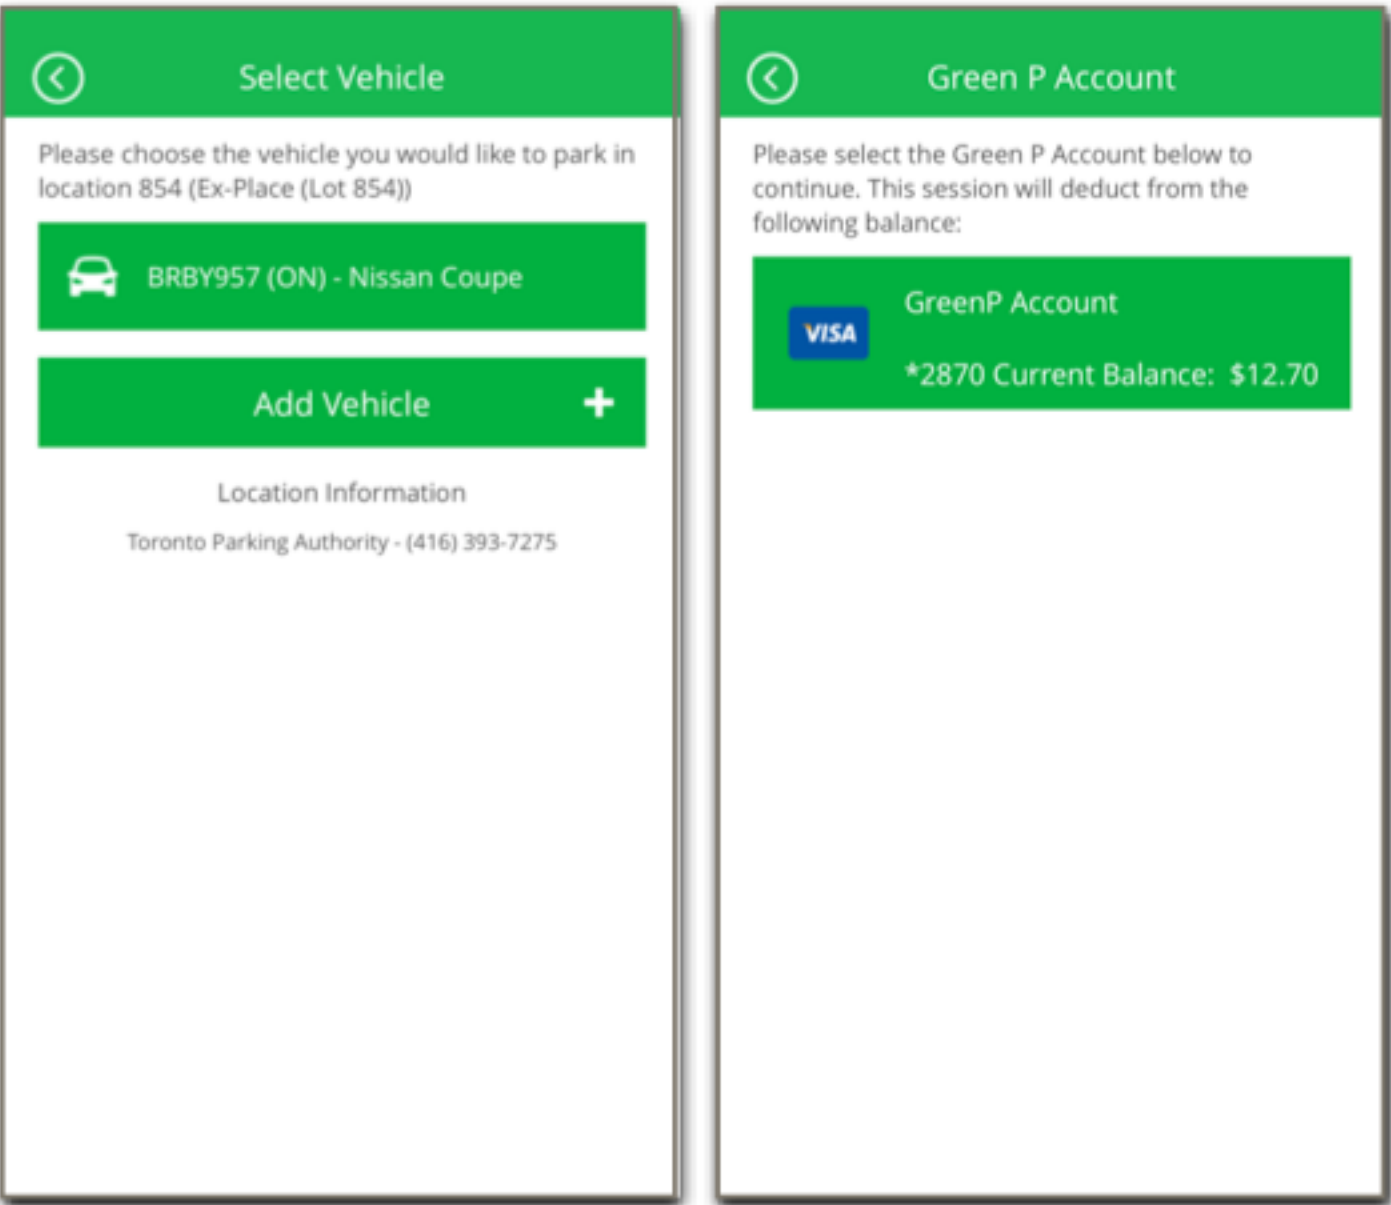 Select Vehicle
Please choose the vehicle you would like to park in
location 854 (Ex-Place (Lot 854))
BRBY957 (ON) - Nissan Coupe
Add Vehicle +
Location Information
Toronto Parking Authority - (416) 393-7275
Green P Account
Please select the Green P Account below to
continue. This session will deduct from the
following balance:
VISA
GreenP Account
*2870 Current Balance: $12.70